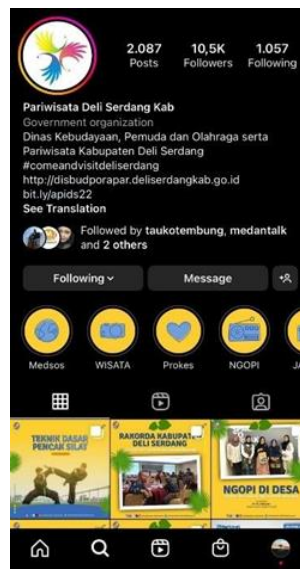 2.087 10,5K 1.057
Posts Followers Following
Pariwisata Deli Serdang Kab
Government organization
Dinas Kebudayaan, Pemuda dan Olahraga serta
Pariwisata Kabupaten Deli Serdang
#comeandvisitdeliserdang
http://disbudporapar.deliserdangkab.go.id
bit.ly/apids22
See Translation
Followed by taukotembung, medantalk
and 2 others
Following Message
Medsos WISATA Prokes NGOPI JA
TEKNIK DASAR
PENCAK SILAT
RAKORDA KABUPATEN
DELI SERDANG
NGOPI DI DESA